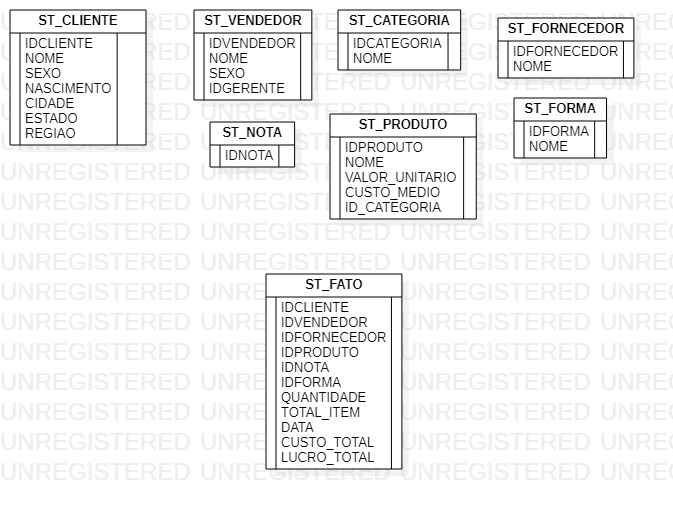 ST_CLIENTE
IDCLIENTE
NOME
SEXO
NASCIMENTO
CIDADE
ESTADO
REGIAO
ST_VENDEDOR
IDVENDEDOR
NOME
SEXO
IDGERENTE
ST_CATEGORIA
IDCATEGORIA
NOME
ST_FORNECEDOR
IDFORNECEDOR
NOME
ST_NOTA
IDNOTA
ST_PRODUTO
IDPRODUTO
NOME
VALOR_UNITARIO
CUSTO_MEDIO
ID_CATEGORIA
ST_FORMA
IDFORMA
NOME
ST_FATO
IDCLIENTE
IDVENDEDOR
IDFORNECEDOR
IDPRODUTO
IDNOTA
IDFORMA
QUANTIDADE
TOTAL_ITEM
DATA
CUSTO_TOTAL
LUCRO_TOTAL
UNREGISTERED UNREGISTERED UNREGISTERED UNREGISTERED